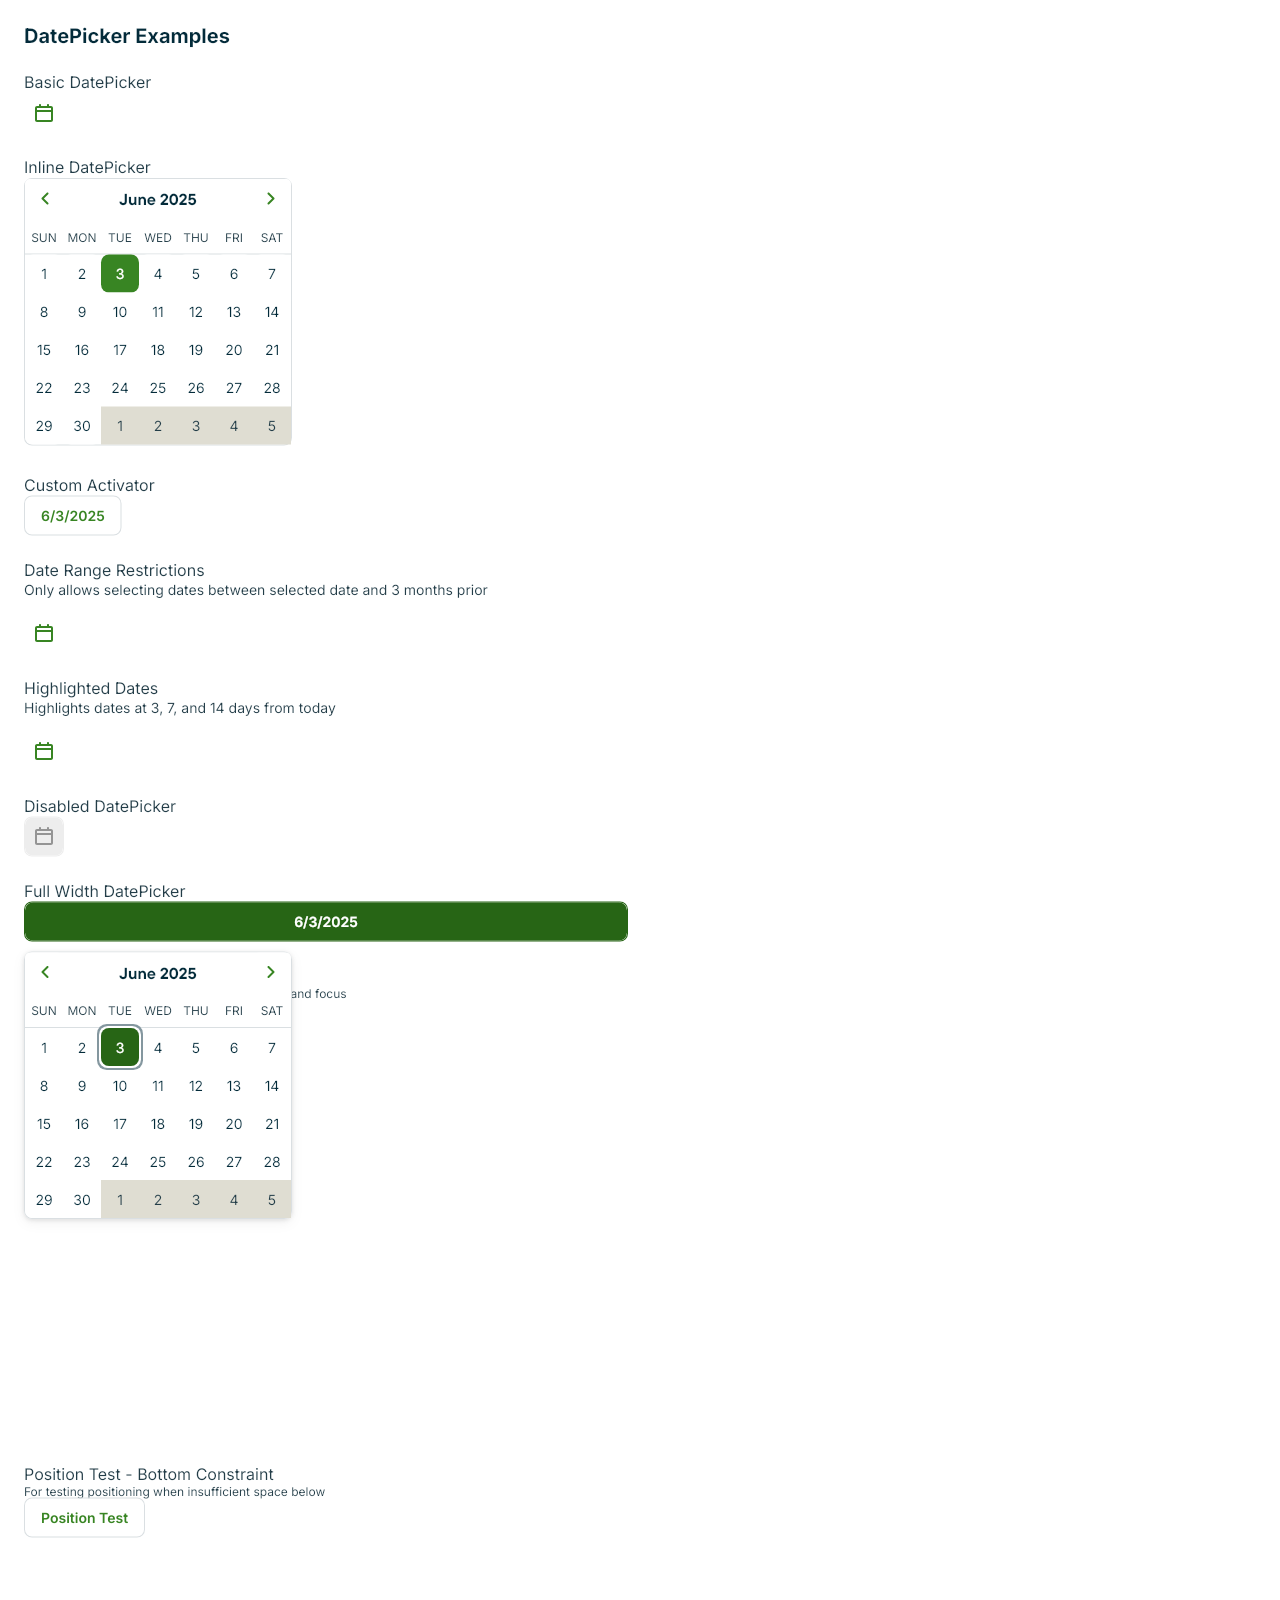 DatePicker Examples
Basic DatePicker
Inline DatePicker
June 2025
SUN MON TUE WED THU FRI SAT
1 2 3 4 5 6 7
8 9 10 11 12 13 14
15 16 17 18 19 20 21
22 23 24 25 26 27 28
29 30 1 2 3 4 5
Custom Activator
6/3/2025
Date Range Restrictions
Only allows selecting dates between selected date and 3 months prior
Highlighted Dates
Highlights dates at 3, 7, and 14 days from today
Disabled DatePicker
Full Width DatePicker
6/3/2025
June 2025
and focus
SUN MON TUE WED THU FRI SAT
1 2 3 4 5 6 7
8 9 10 11 12 13 14
15 16 17 18 19 20 21
22 23 24 25 26 27 28
29 30 1 2 3 4 5
Position Test - Bottom Constraint
For testing positioning when insufficient space below
Position Test